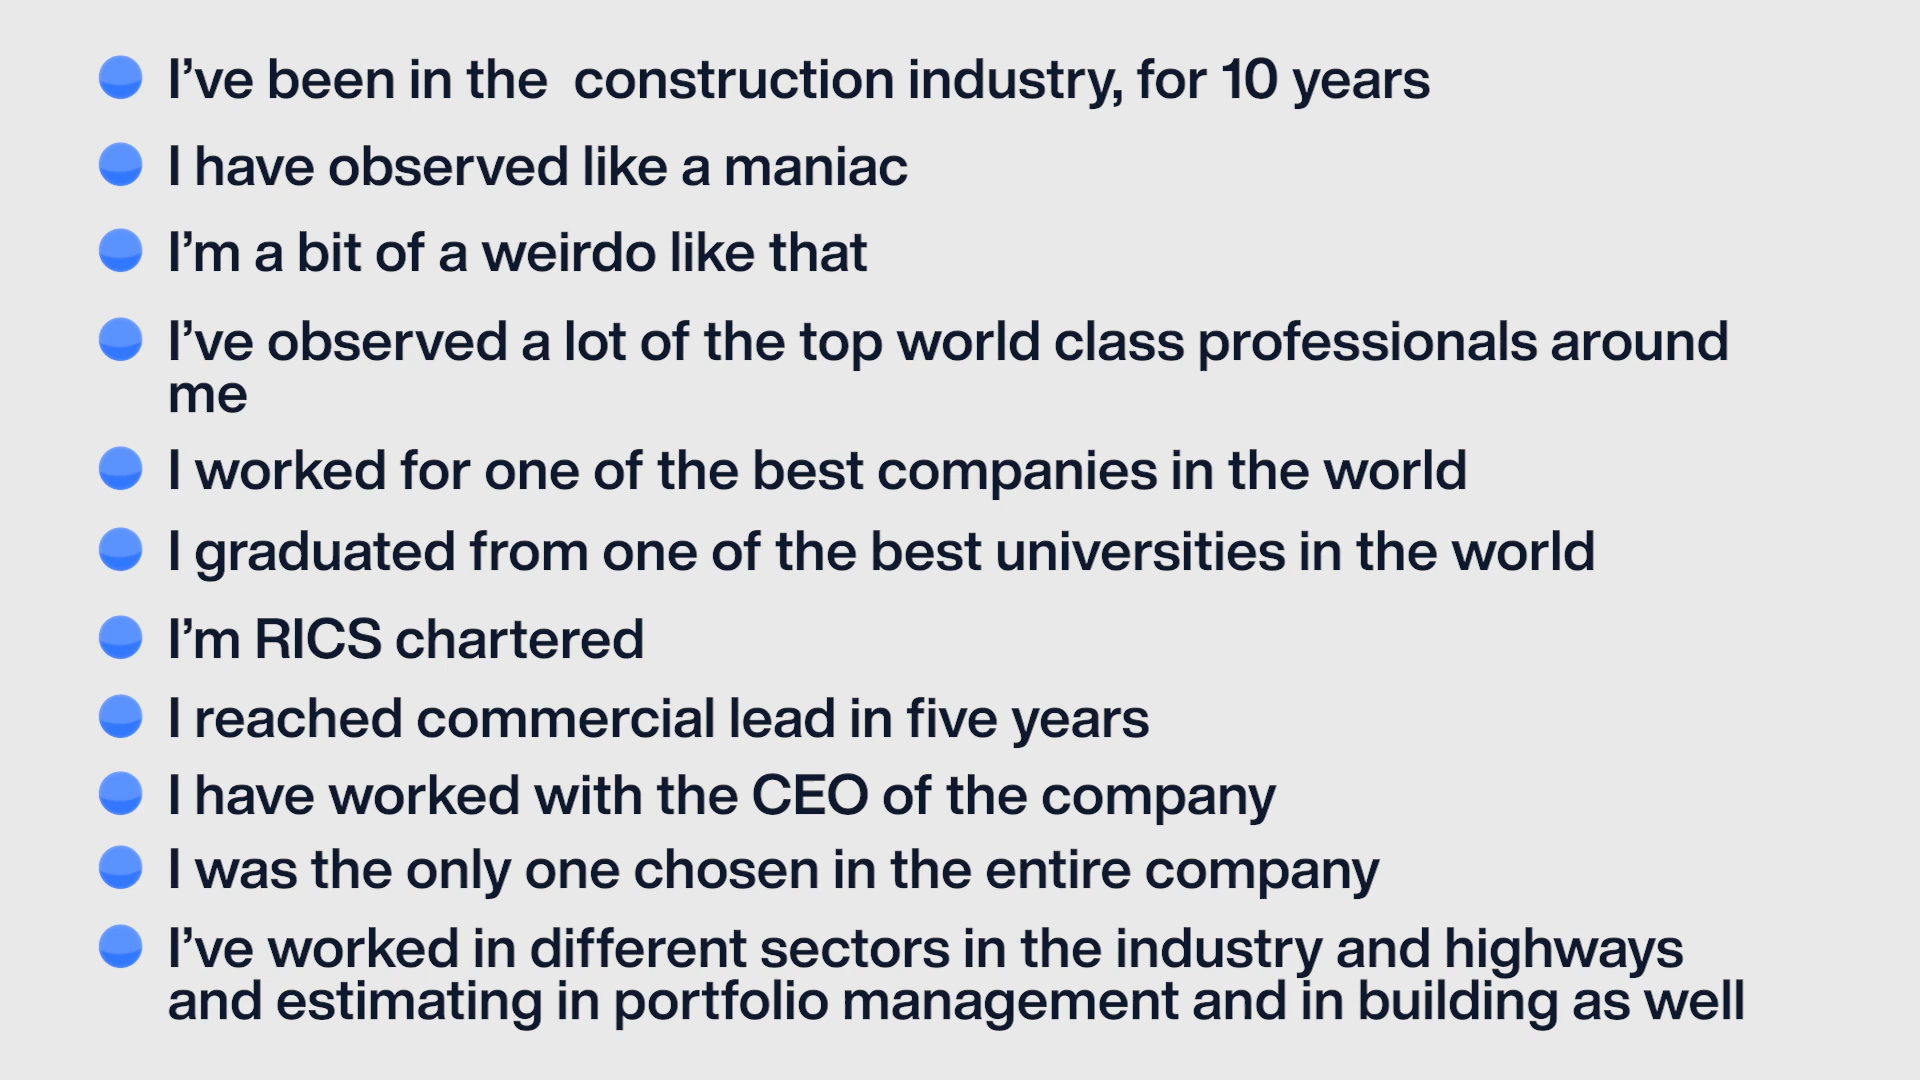 I’ve been in the  construction industry, for 10 years
I have observed like a maniac
I’m a bit of a weirdo like that
I’ve observed a lot of the top world class professionals around
me
I worked for one of the best companies in the world
I graduated from one of the best universities in the world
I’m RICS chartered
I reached commercial lead in five years
I have worked with the CEO of the company
I was the only one chosen in the entire company
I’ve worked in different sectors in the industry and highways
and estimating in portfolio management and in building as well